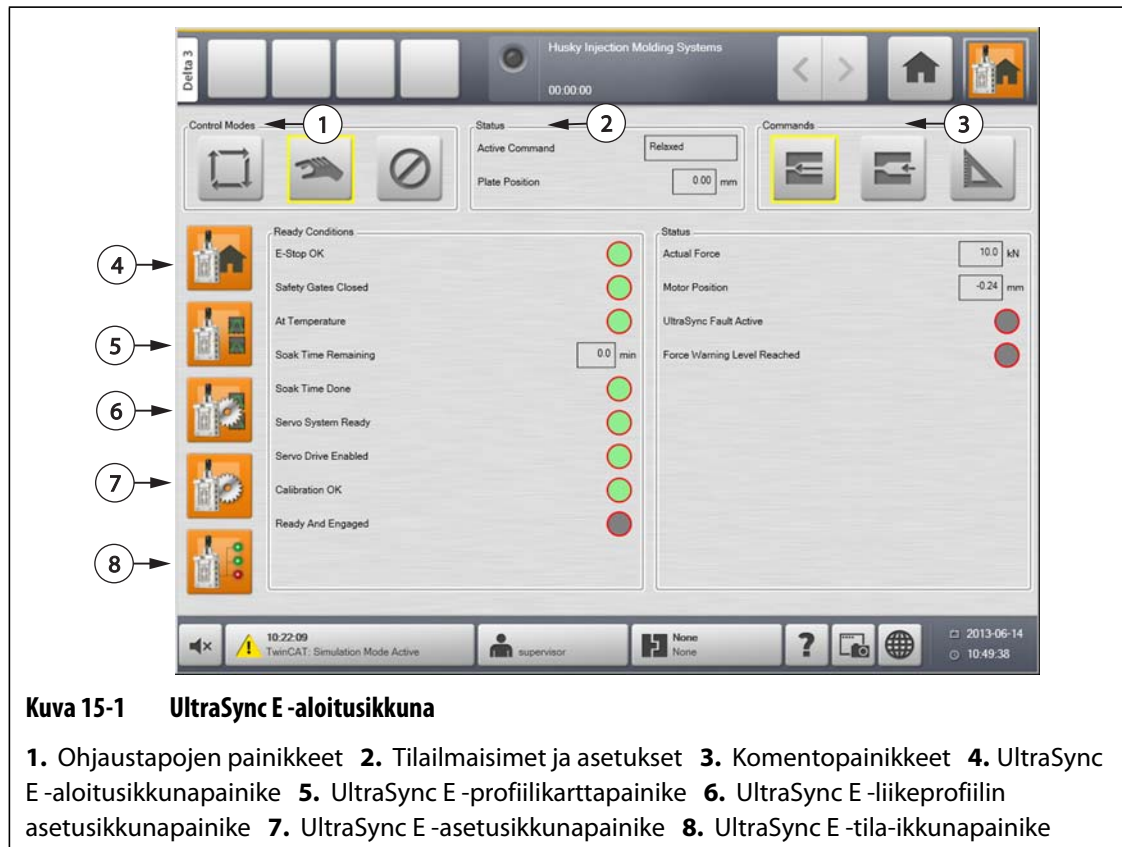 Delta 3
Husky Injection Molding Systems
00:00:00
Control Modes
1
Status
2
Commands
3
Active Command
Relaxed
Plate Position
0.00 mm
Ready Conditions
Status
4
E-Stop OK
Actual Force
10.0 kN
Safety Gates Closed
Motor Position
-0.24 mm
At Temperature
UltraSync Fault Active
5
Soak Time Remaining
0.0 min
Force Warning Level Reached
Soak Time Done
6
Servo System Ready
Servo Drive Enabled
7
Calibration OK
Ready And Engaged
8
10:22:09
TwinCAT: Simulation Mode Active
supervisor
None
None
?
2013-06-14
10:49:38
Kuva 15-1 UltraSync E -aloitusikkuna
1. Ohjaustapojen painikkeet 2. Tilailmaisimet ja asetukset 3. Komentopainikkeet 4. UltraSync
E -aloitusikkunapainike 5. UltraSync E -profiilikarttapainike 6. UltraSync E -liikeprofiilin
asetusikkunapainike 7. UltraSync E -asetusikkunapainike 8. UltraSync E -tila-ikkunapainike